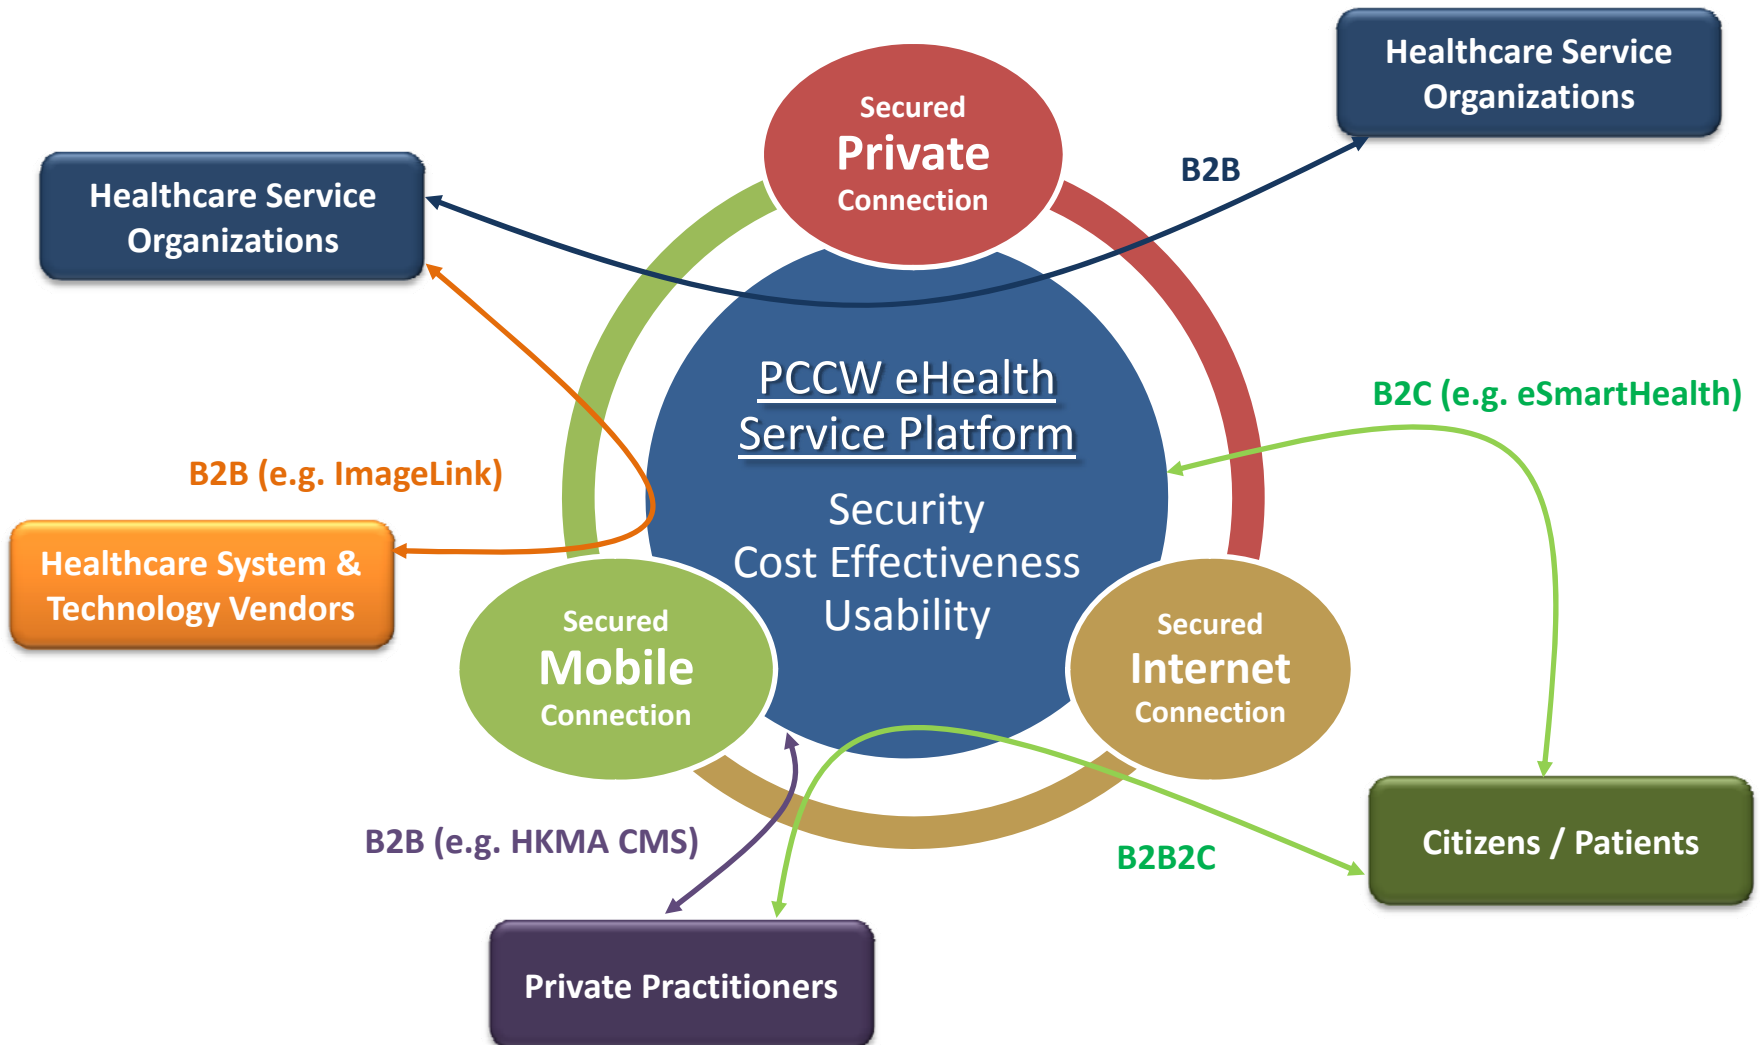 Healthcare Service
Organizations
Secured
Private
Connection
B2B
Healthcare Service
Organizations
PCCW eHealth
Service Platform
Security
Cost Effectiveness
Usability
B2C (e.g. eSmartHealth)
B2B (e.g. ImageLink)
Healthcare System &
Technology Vendors
Secured
Mobile
Connection
Secured
Internet
Connection
B2B (e.g. HKMA CMS)
B2B2C
Citizens / Patients
Private Practitioners